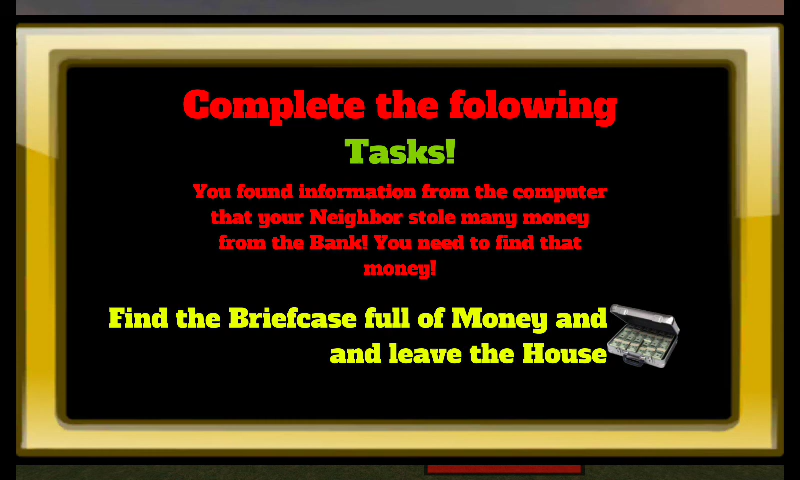 Complete the folowing
Tasks!
You found information from the computer
that your Neighbor stole many money
from the Bank! You need to find that
money!
Find the Briefcase full of Money and
and leave the House